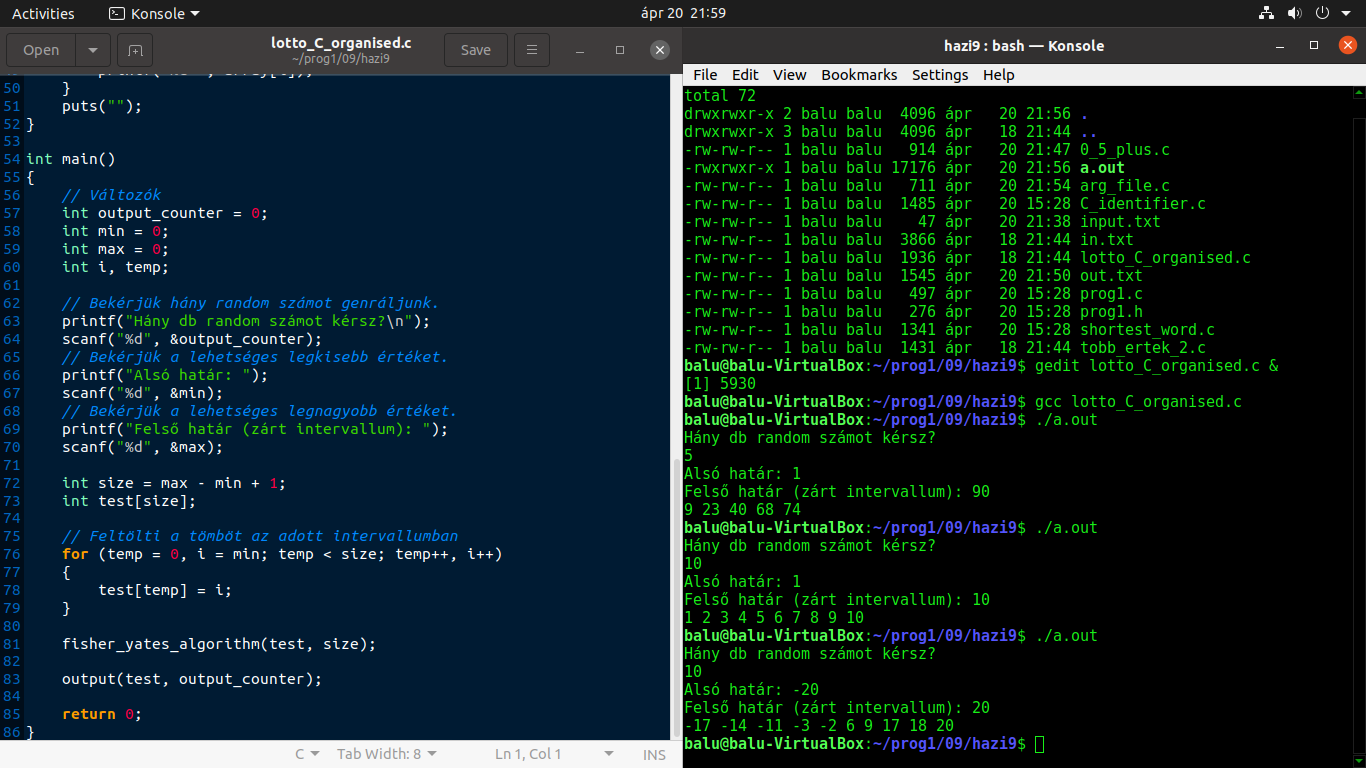 Activities Konsole ápr 20 21:59
Open lotto_C_organised.c Save
~/prog1/09/hazi9
50 }
51 puts("");
52 }
53
54 int main()
55 {
56 // Változók
57 int output_counter = 0;
58 int min = 0;
59 int max = 0;
60 int i, temp;
61
62 // Bekérjük hány random számot genráljunk.
63 printf("Hány db random számot kérsz?\n");
64 scanf("%d", &output_counter);
65 // Bekérjük a lehetséges legkisebb értéket.
66 printf("Alsó határ: ");
67 scanf("%d", &min);
68 // Bekérjük a lehetséges legnagyobb értéket.
69 printf("Felső határ (zárt intervallum): ");
70 scanf("%d", &max);
71
72 int size = max - min + 1;
73 int test[size];
74
75 // Feltölti a tömböt az adott intervallumban
76 for (temp = 0, i = min; temp < size; temp++, i++)
77 {
78 test[temp] = i;
79 }
80
81 fisher_yates_algorithm(test, size);
82
83 output(test, output_counter);
84
85 return 0;
86 }
C Tab Width: 8 Ln 1, Col 1 INS
hazi9 : bash — Konsole
File Edit View Bookmarks Settings Help
total 72
drwxrwxr-x 2 balu balu 4096 ápr 20 21:56 .
drwxrwxr-x 3 balu balu 4096 ápr 18 21:44 ..
-rw-rw-r-- 1 balu balu 914 ápr 20 21:47 0_5_plus.c
-rwxrwxr-x 1 balu balu 17176 ápr 20 21:56 a.out
-rw-rw-r-- 1 balu balu 711 ápr 20 21:54 arg_file.c
-rw-rw-r-- 1 balu balu 1485 ápr 20 15:28 C_identifier.c
-rw-rw-r-- 1 balu balu 47 ápr 20 21:38 input.txt
-rw-rw-r-- 1 balu balu 3866 ápr 18 21:44 in.txt
-rw-rw-r-- 1 balu balu 1936 ápr 18 21:44 lotto_C_organised.c
-rw-rw-r-- 1 balu balu 1545 ápr 20 21:50 out.txt
-rw-rw-r-- 1 balu balu 497 ápr 20 15:28 prog1.c
-rw-rw-r-- 1 balu balu 276 ápr 20 15:28 prog1.h
-rw-rw-r-- 1 balu balu 1341 ápr 20 15:28 shortest_word.c
-rw-rw-r-- 1 balu balu 1431 ápr 18 21:44 tobb_ertek_2.c
balu@balu-VirtualBox:~/prog1/09/hazi9$ gedit lotto_C_organised.c &
[1] 5930
balu@balu-VirtualBox:~/prog1/09/hazi9$ gcc lotto_C_organised.c
balu@balu-VirtualBox:~/prog1/09/hazi9$ ./a.out
Hány db random számot kérsz?
5
Alsó határ: 1
Felső határ (zárt intervallum): 90
9 23 40 68 74
balu@balu-VirtualBox:~/prog1/09/hazi9$ ./a.out
Hány db random számot kérsz?
10
Alsó határ: 1
Felső határ (zárt intervallum): 10
1 2 3 4 5 6 7 8 9 10
balu@balu-VirtualBox:~/prog1/09/hazi9$ ./a.out
Hány db random számot kérsz?
10
Alsó határ: -20
Felső határ (zárt intervallum): 20
-17 -14 -11 -3 -2 6 9 17 18 20
balu@balu-VirtualBox:~/prog1/09/hazi9$